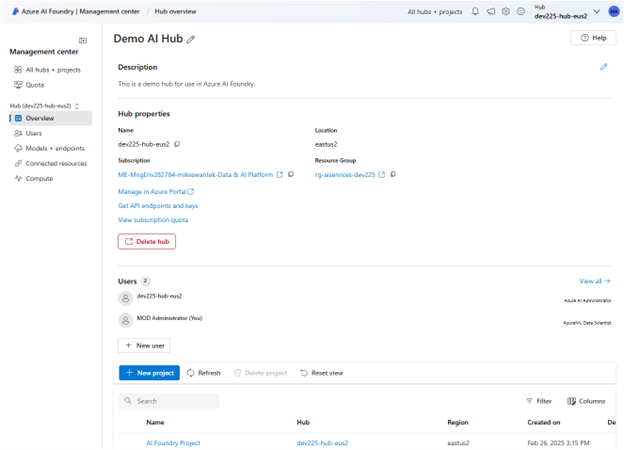 Azure AI Foundry | Management center / Hub overview
All hubs + projects
Hub
dev225-hub-eus2
MA
Management center
All hubs + projects
Quota
Hub (dev225-hub-eus2)
Overview
Users
Models + endpoints
Connected resources
Compute
Demo AI Hub
Help
Description
This is a demo hub for use in Azure AI Foundry.
Hub properties
Name Location
dev225-hub-eus2 eastus2
Subscription Resource Group
ME-MngEnv282784-mikeswantek-Data & AI Platform rg-aiservices-dev225
Manage in Azure Portal
Get API endpoints and keys
View subscription quota
Delete hub
Users 2 View all →
dev225-hub-eus2 Azure AI Administrator
MOD Administrator (You) AzureML Data Scientist
+ New user
+ New project Refresh Delete project Reset view
Search Filter Columns
Name Hub Region Created on De
AI Foundry Project dev225-hub-eus2 eastus2 Feb 26, 2025 3:15 PM